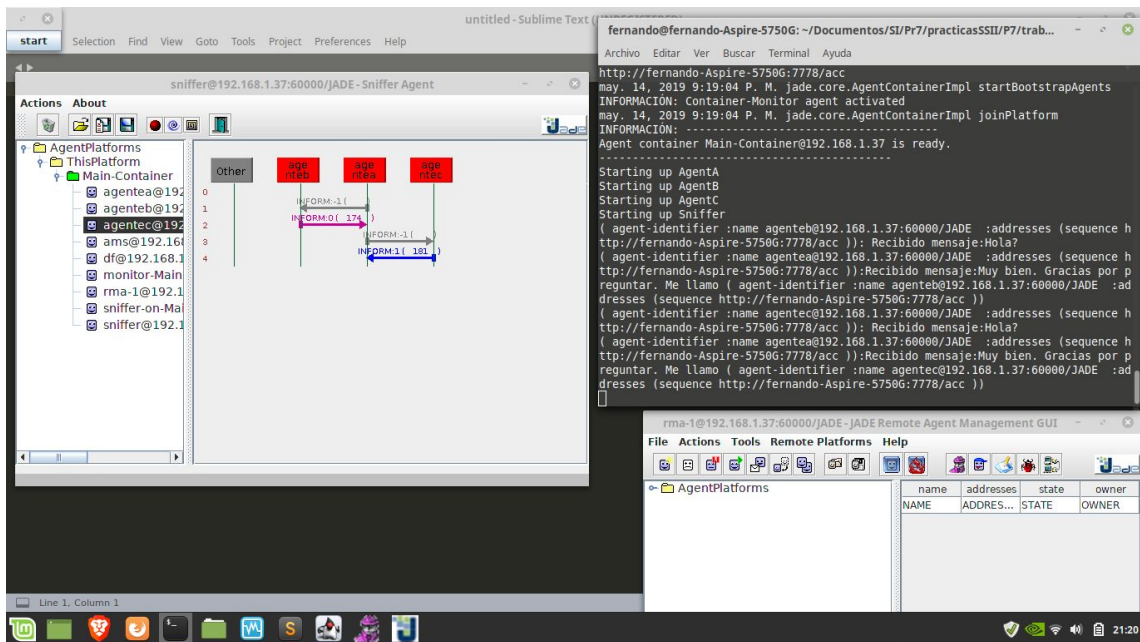 untitled - Sublime Text (UNREGISTERED)
start Selection Find View Goto Tools Project Preferences Help
sniffer@192.168.1.37:60000/JADE - Sniffer Agent
Actions About
AgentPlatforms
ThisPlatform
Main-Container
agentea@192
agenteb@192
agentec@192
ams@192.168
df@192.168.1
monitor-Main
rma-1@192.1
sniffer-on-Mai
sniffer@192.1
Other
age
nteb
age
ntea
age
ntec
0
1
2
3
4
INFORM:-1 ( )
INFORM:0 ( 174 )
INFORM:-1 ( )
INFORM:1 ( 181 )
Line 1, Column 1
fernando@fernando-Aspire-5750G: ~/Documentos/SI/Pr7/practicasSSII/P7/trab...
Archivo Editar Ver Buscar Terminal Ayuda
http://fernando-Aspire-5750G:7778/acc
may. 14, 2019 9:19:04 P. M. jade.core.AgentContainerImpl startBootstrapAgents
INFORMACIÓN: Container-Monitor agent activated
may. 14, 2019 9:19:04 P. M. jade.core.AgentContainerImpl joinPlatform
INFORMACIÓN: --------------------------------------
Agent container Main-Container@192.168.1.37 is ready.
--------------------------------------------
Starting up AgentA
Starting up AgentB
Starting up AgentC
Starting up Sniffer
( agent-identifier :name agenteb@192.168.1.37:60000/JADE :addresses (sequence h
ttp://fernando-Aspire-5750G:7778/acc )): Recibido mensaje:Hola?
( agent-identifier :name agentea@192.168.1.37:60000/JADE :addresses (sequence h
ttp://fernando-Aspire-5750G:7778/acc )):Recibido mensaje:Muy bien. Gracias por p
reguntar. Me llamo ( agent-identifier :name agenteb@192.168.1.37:60000/JADE :ad
dresses (sequence http://fernando-Aspire-5750G:7778/acc ))
( agent-identifier :name agentec@192.168.1.37:60000/JADE :addresses (sequence h
ttp://fernando-Aspire-5750G:7778/acc )): Recibido mensaje:Hola?
( agent-identifier :name agentea@192.168.1.37:60000/JADE :addresses (sequence h
ttp://fernando-Aspire-5750G:7778/acc )):Recibido mensaje:Muy bien. Gracias por p
reguntar. Me llamo ( agent-identifier :name agentec@192.168.1.37:60000/JADE :ad
dresses (sequence http://fernando-Aspire-5750G:7778/acc ))
rma-1@192.168.1.37:60000/JADE - JADE Remote Agent Management GUI
File Actions Tools Remote Platforms Help
AgentPlatforms
name addresses state owner
NAME ADDRES... STATE OWNER
21:20